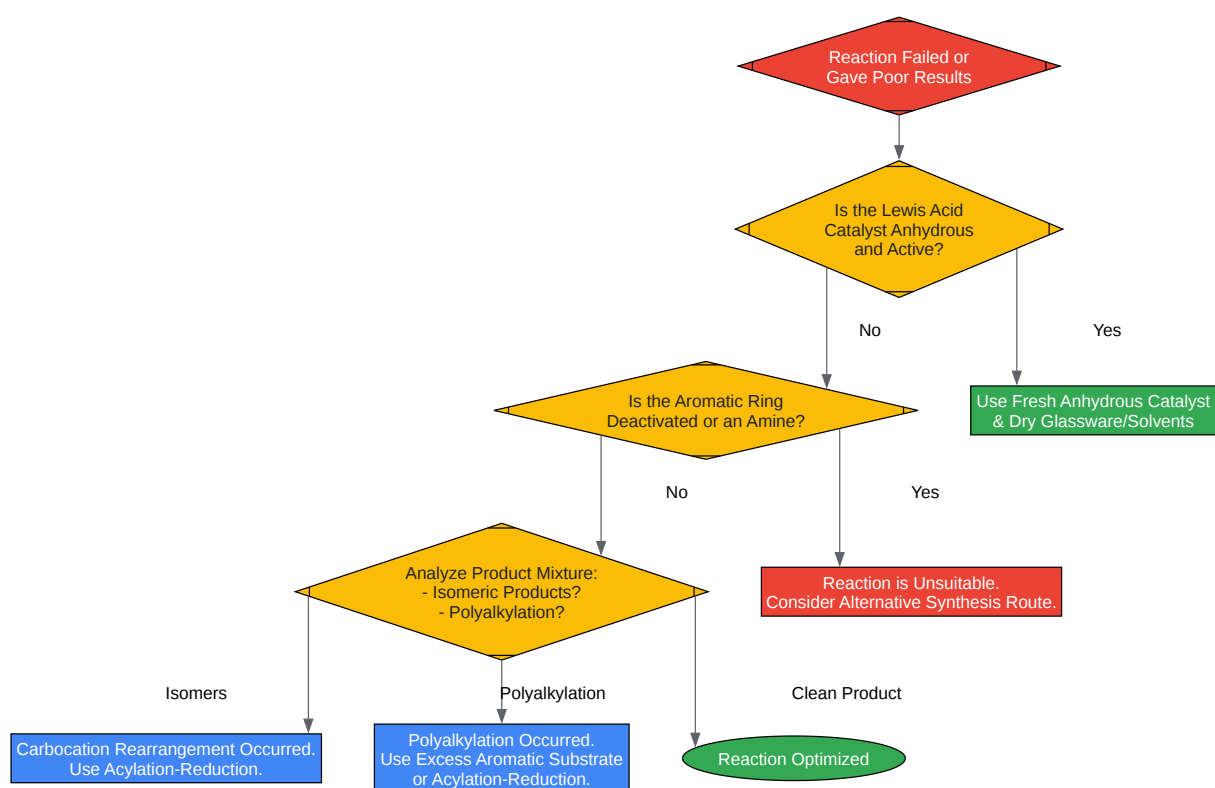 Reaction Failed or
Gave Poor Results
Is the Lewis Acid
Catalyst Anhydrous
and Active?
No
Yes
Is the Aromatic Ring
Deactivated or an Amine?
Use Fresh Anhydrous Catalyst
& Dry Glassware/Solvents
No
Yes
Analyze Product Mixture:
- Isomeric Products?
- Polyalkylation?
Reaction is Unsuitable.
Consider Alternative Synthesis Route.
Isomers
Polyalkylation
Clean Product
Carbocation Rearrangement Occurred.
Use Acylation-Reduction.
Polyalkylation Occurred.
Use Excess Aromatic Substrate
or Acylation-Reduction.
Reaction Optimized